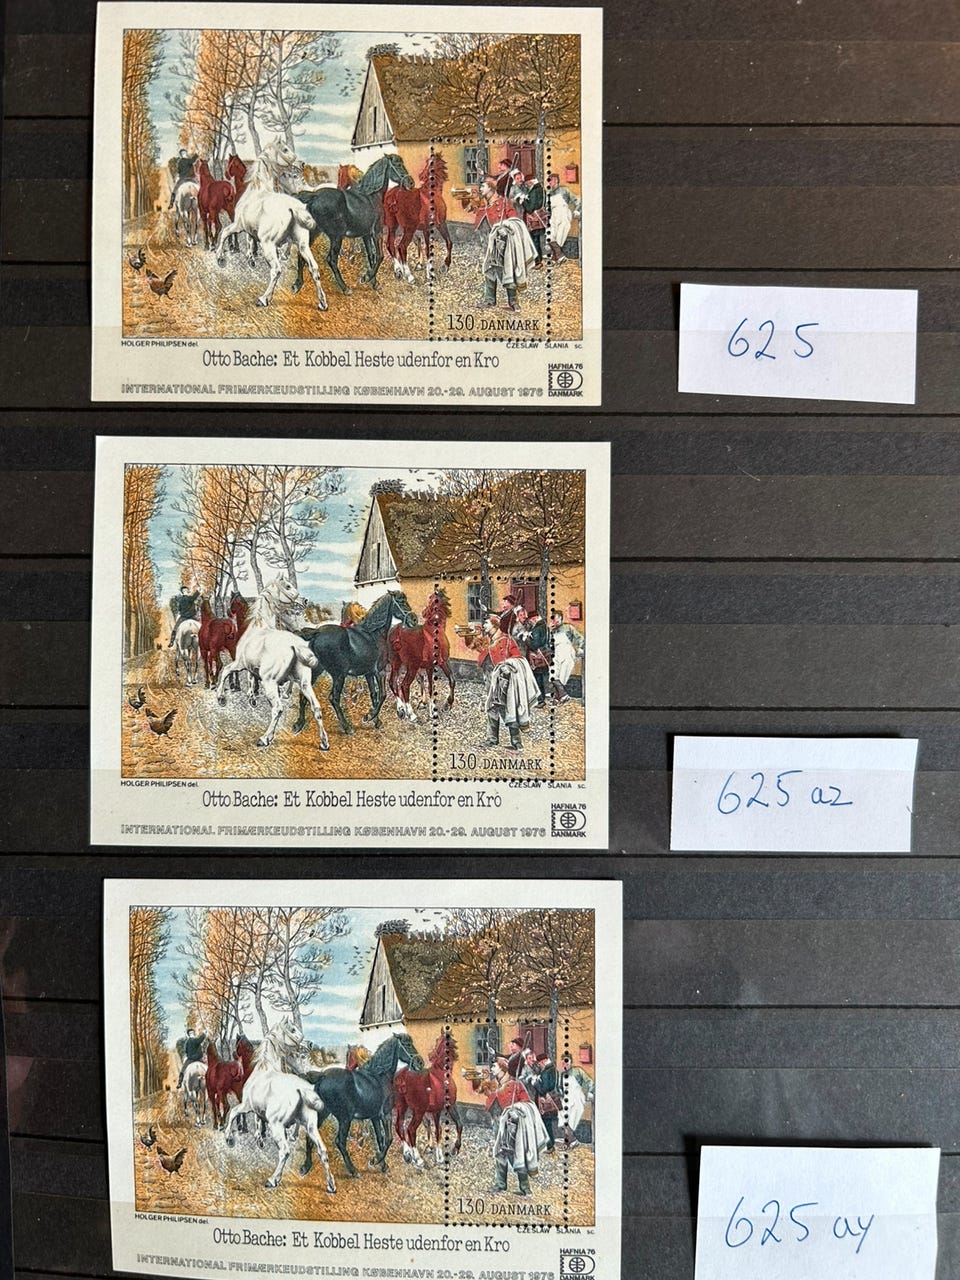 130 DANMARK
HOLGER PHILIPSEN del.
CZESLAW SLANIA sc.
Otto Bache: Et Kobbel Heste udenfor en Kro
INTERNATIONAL FRIMÆRKEUDSTILLING KØBENHAVN 20.-29. AUGUST 1976
HAFNIA 76
DANMARK
625
130 DANMARK
HOLGER PHILIPSEN del.
CZESLAW SLANIA sc.
Otto Bache: Et Kobbel Heste udenfor en Kro
INTERNATIONAL FRIMÆRKEUDSTILLING KØBENHAVN 20.-29. AUGUST 1976
HAFNIA 76
DANMARK
625 az
130 DANMARK
HOLGER PHILIPSEN del.
CZESLAW SLANIA sc.
Otto Bache: Et Kobbel Heste udenfor en Kro
INTERNATIONAL FRIMÆRKEUDSTILLING KØBENHAVN 20.-29. AUGUST 1976
HAFNIA 76
DANMARK
625 ay